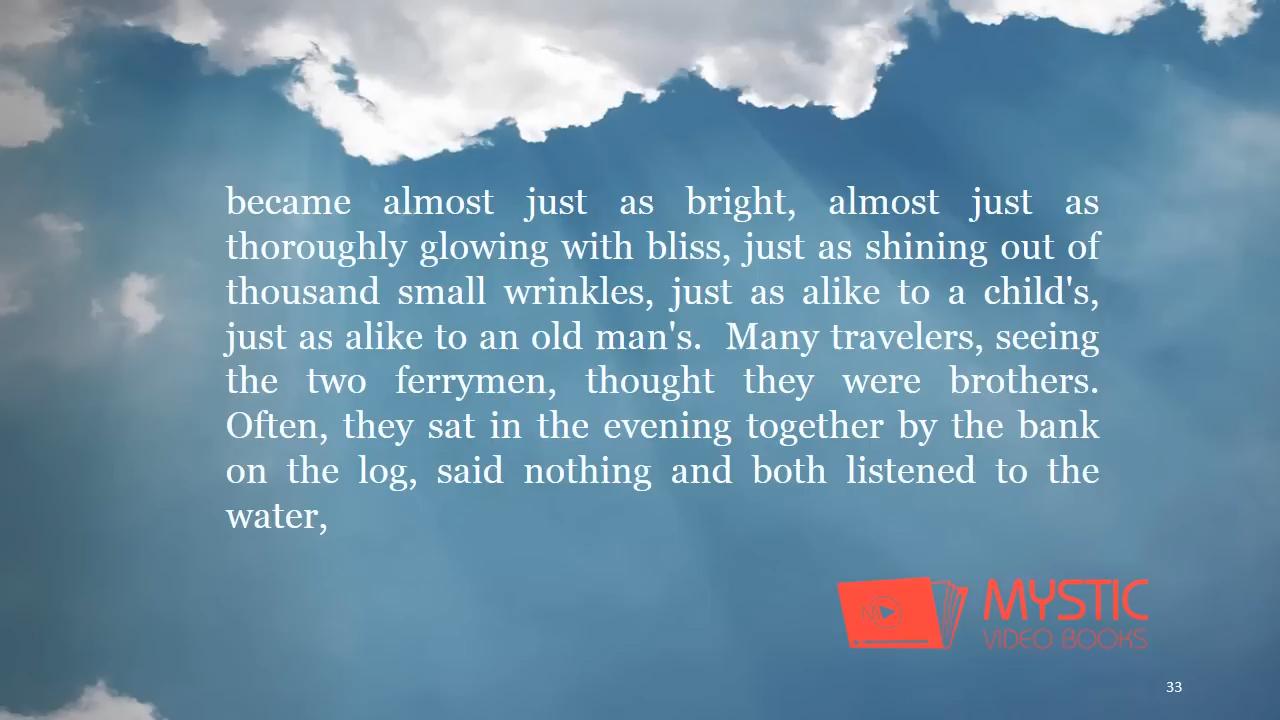 became almost just as bright, almost just as
thoroughly glowing with bliss, just as shining out of
thousand small wrinkles, just as alike to a child's,
just as alike to an old man's.  Many travelers, seeing
the two ferrymen, thought they were brothers.
Often, they sat in the evening together by the bank
on the log, said nothing and both listened to the
water,
MYSTIC
VIDEO BOOKS
33